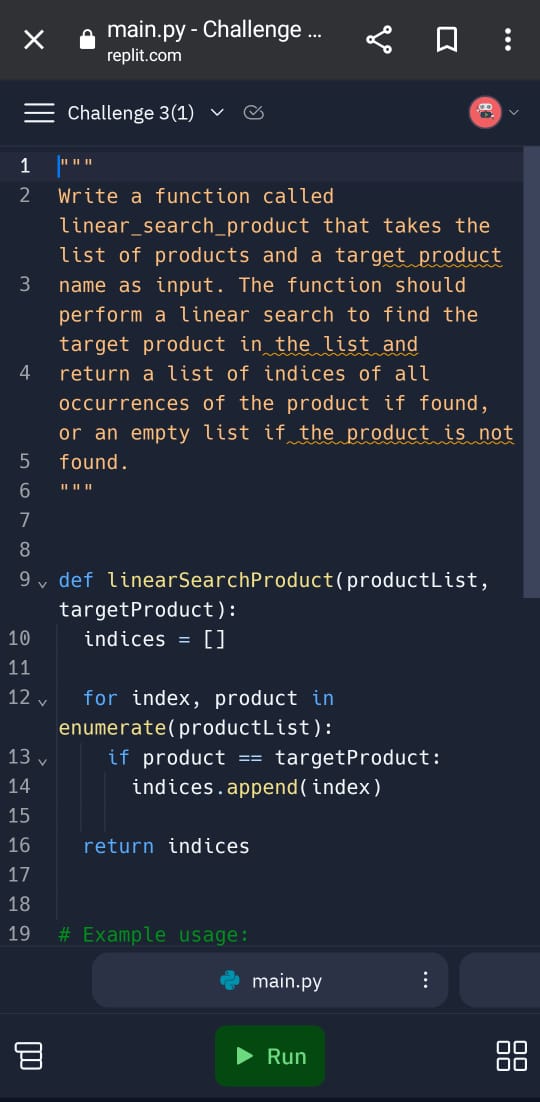 main.py - Challenge ...
replit.com
Challenge 3(1)
1 """
2 Write a function called
linear_search_product that takes the
list of products and a target product
3 name as input. The function should
perform a linear search to find the
target product in the list and
4 return a list of indices of all
occurrences of the product if found,
or an empty list if the product is not
5 found.
6 """
7
8
9 def linearSearchProduct(productList,
targetProduct):
10 indices = []
11
12 for index, product in
enumerate(productList):
13 if product == targetProduct:
14 indices.append(index)
15
16 return indices
17
18
19 # Example usage:
main.py
Run